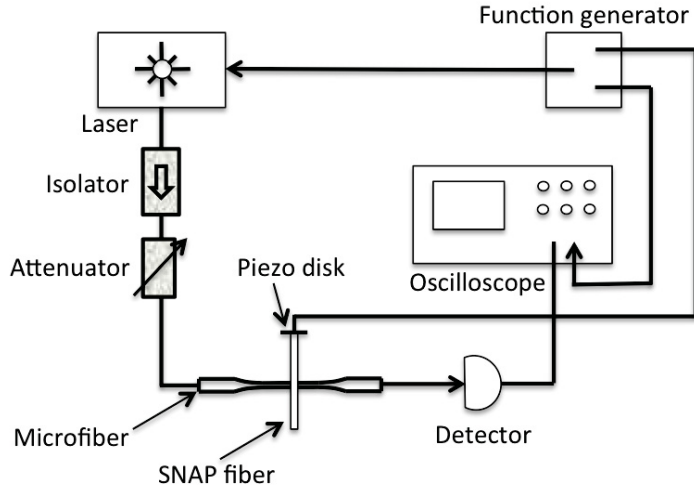 Function generator
Laser
Isolator
Attenuator
Piezo disk
Oscilloscope
Microfiber
Detector
SNAP fiber